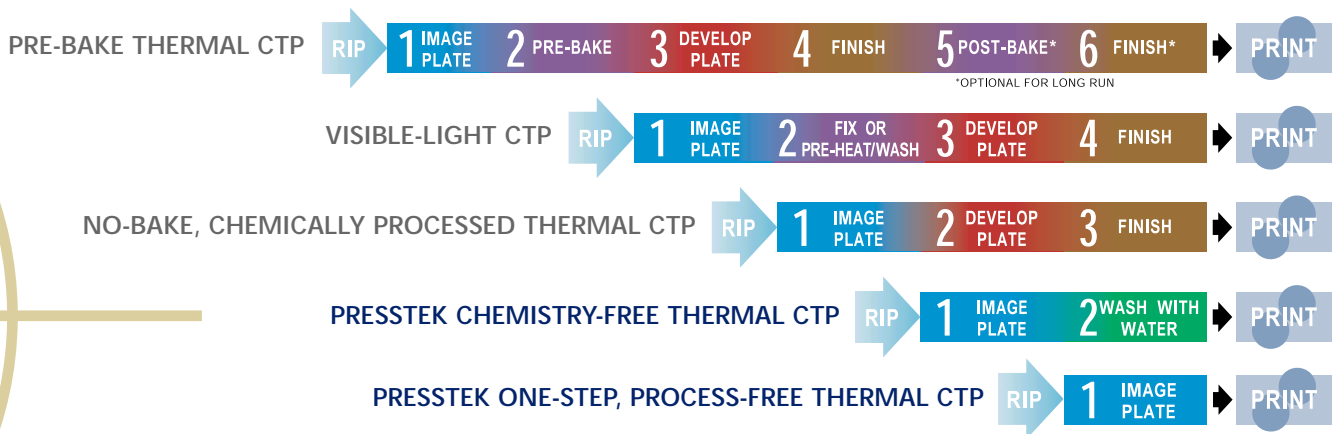 PRE-BAKE THERMAL CTP RIP 1 IMAGE PLATE 2 PRE-BAKE 3 DEVELOP PLATE 4 FINISH 5 POST-BAKE* 6 FINISH* PRINT
*OPTIONAL FOR LONG RUN
VISIBLE-LIGHT CTP RIP 1 IMAGE PLATE 2 FIX OR PRE-HEAT/WASH 3 DEVELOP PLATE 4 FINISH PRINT
NO-BAKE, CHEMICALLY PROCESSED THERMAL CTP RIP 1 IMAGE PLATE 2 DEVELOP PLATE 3 FINISH PRINT
PRESSTEK CHEMISTRY-FREE THERMAL CTP RIP 1 IMAGE PLATE 2 WASH WITH WATER PRINT
PRESSTEK ONE-STEP, PROCESS-FREE THERMAL CTP RIP 1 IMAGE PLATE PRINT